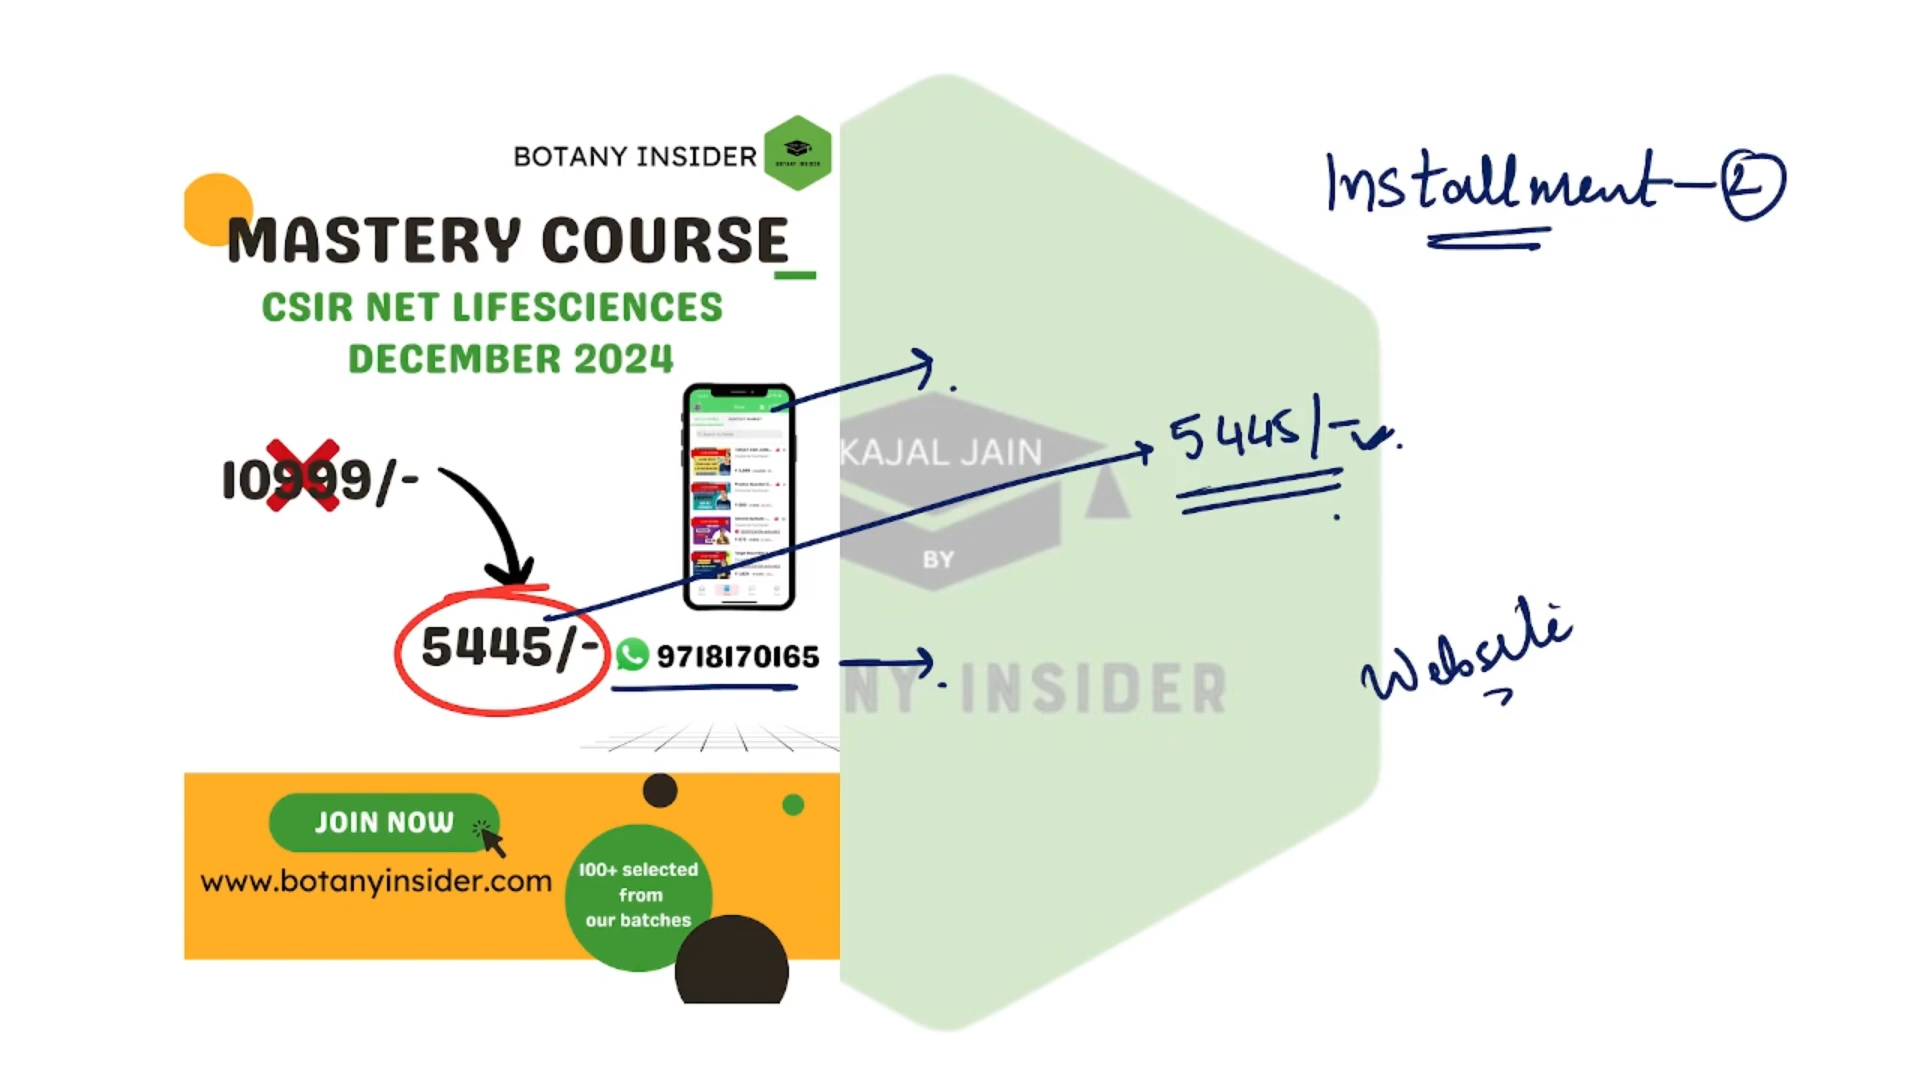 BOTANY INSIDER
MASTERY COURSE
CSIR NET LIFESCIENCES
DECEMBER 2024
10999/-
5445/-
9718170165
JOIN NOW
www.botanyinsider.com
100+ selected
from
our batches
Installment - 2
5445/-
Website
KAJAL JAIN
BY
NY INSIDER